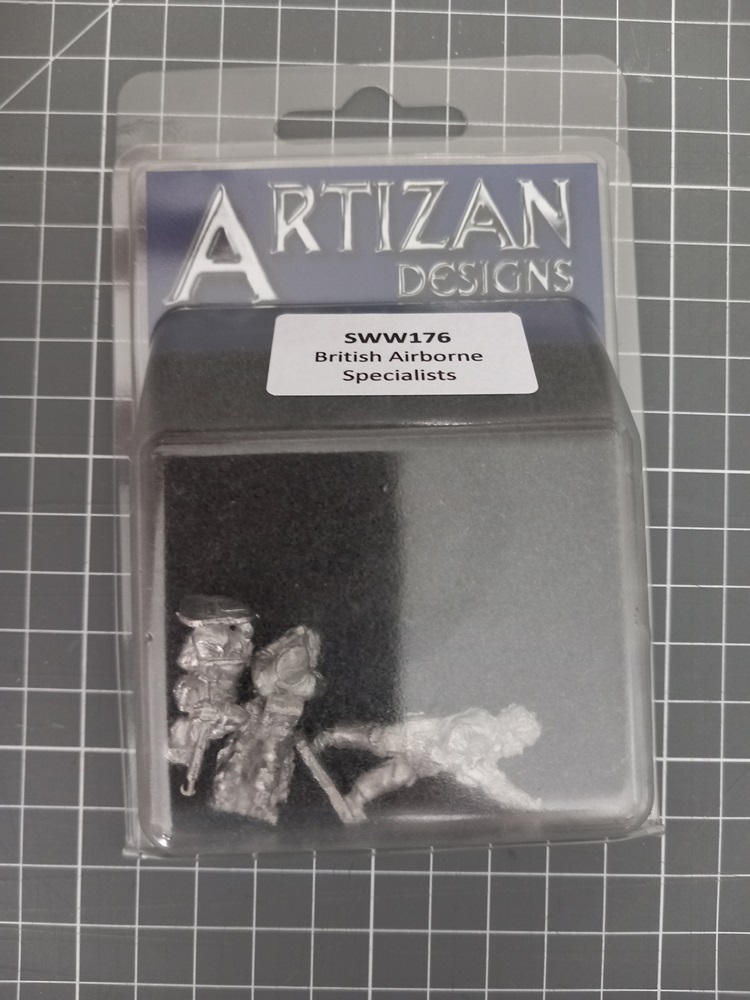 ARTIZAN
DESIGNS
SWW176
British Airborne
Specialists